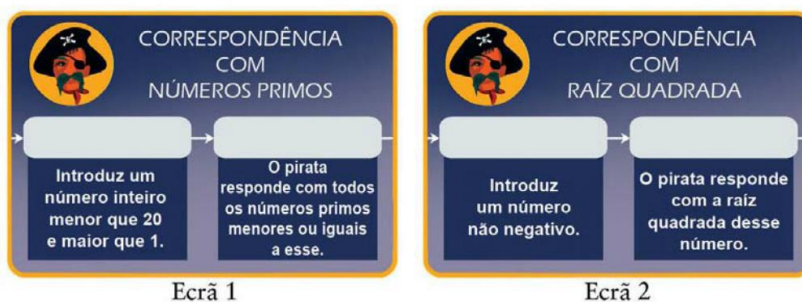 CORRESPONDÊNCIA
COM
NÚMEROS PRIMOS
Introduz um
número inteiro
menor que 20
e maior que 1.
O pirata
responde com todos
os números primos
menores ou iguais
a esse.
Ecrã 1
CORRESPONDÊNCIA
COM
RAÍZ QUADRADA
Introduz
um número
não negativo.
O pirata responde
com a raíz
quadrada desse
número.
Ecrã 2